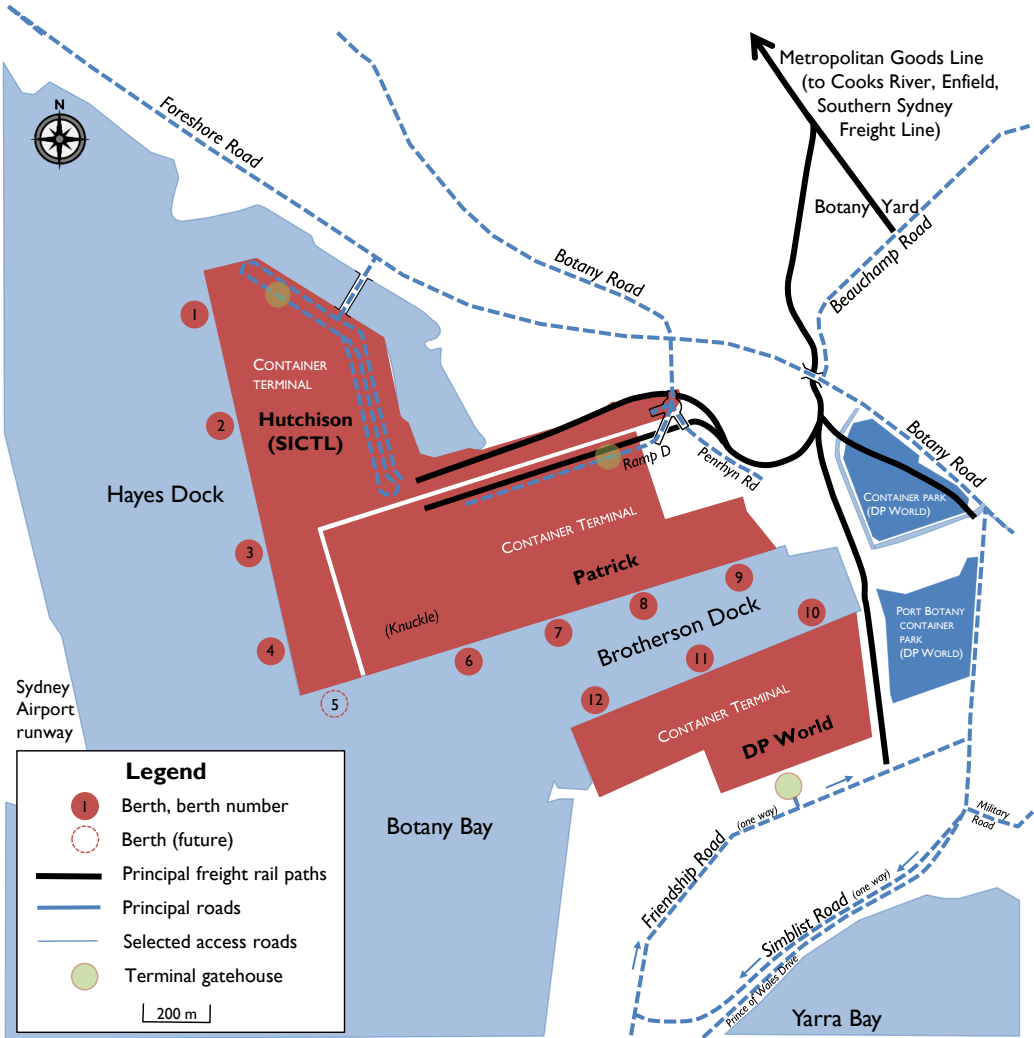 Metropolitan Goods Line
(to Cooks River, Enfield,
Southern Sydney
Freight Line)
N
Foreshore Road
Botany Yard
Beauchamp Road
Botany Road
1
CONTAINER
TERMINAL
2
Hutchison
(SICTL)
Botany Road
Ramp D
Penrhyn Rd
Hayes Dock
CONTAINER PARK
(DP WORLD)
CONTAINER TERMINAL
3
Patrick
9
8
10
PORT BOTANY
CONTAINER
PARK
(DP WORLD)
(Knuckle)
7
Brotherson Dock
4
6
11
5
12
Sydney
Airport
runway
CONTAINER TERMINAL
DP World
Legend
1 Berth, berth number
Berth (future)
Principal freight rail paths
Principal roads
Selected access roads
Terminal gatehouse
200 m
Botany Bay
(one way)
Military
Road
Friendship Road
Simblist Road (one way)
Prince of Wales Drive
Yarra Bay